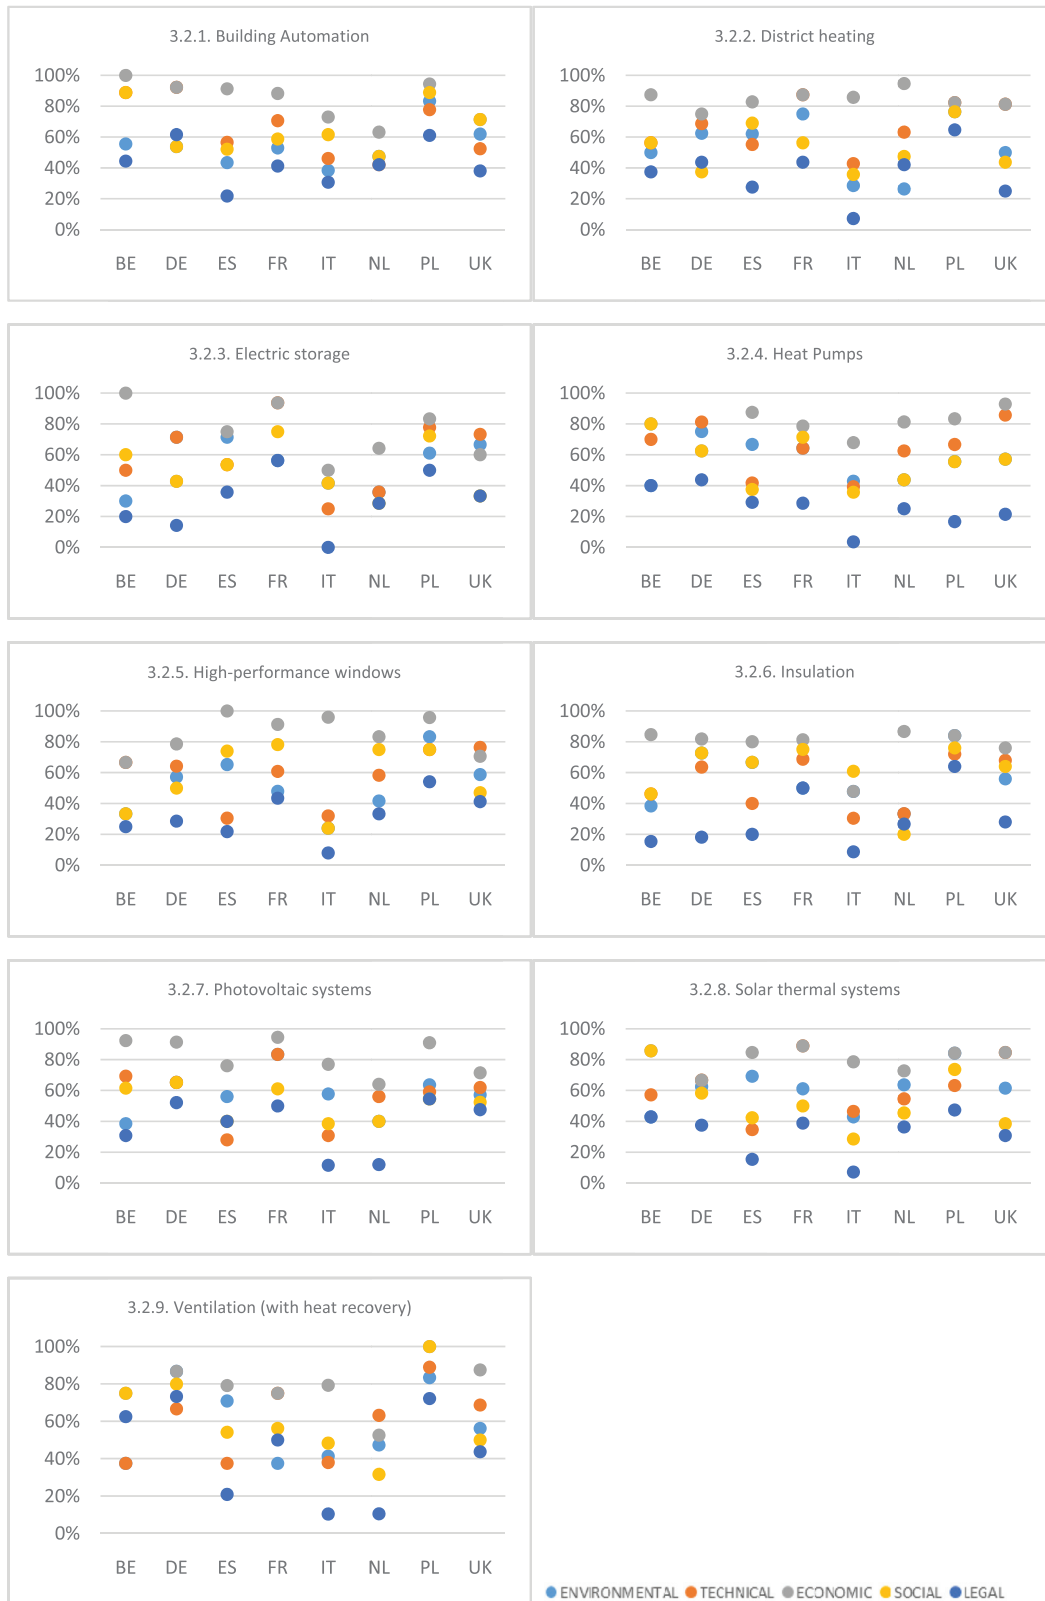 3.2.1. Building Automation
100%
80%
60%
40%
20%
0%
BE DE ES FR IT NL PL UK
3.2.2. District heating
100%
80%
60%
40%
20%
0%
BE DE ES FR IT NL PL UK
3.2.3. Electric storage
100%
80%
60%
40%
20%
0%
BE DE ES FR IT NL PL UK
3.2.4. Heat Pumps
100%
80%
60%
40%
20%
0%
BE DE ES FR IT NL PL UK
3.2.5. High-performance windows
100%
80%
60%
40%
20%
0%
BE DE ES FR IT NL PL UK
3.2.6. Insulation
100%
80%
60%
40%
20%
0%
BE DE ES FR IT NL PL UK
3.2.7. Photovoltaic systems
100%
80%
60%
40%
20%
0%
BE DE ES FR IT NL PL UK
3.2.8. Solar thermal systems
100%
80%
60%
40%
20%
0%
BE DE ES FR IT NL PL UK
3.2.9. Ventilation (with heat recovery)
100%
80%
60%
40%
20%
0%
BE DE ES FR IT NL PL UK
ENVIRONMENTAL TECHNICAL ECONOMIC SOCIAL LEGAL